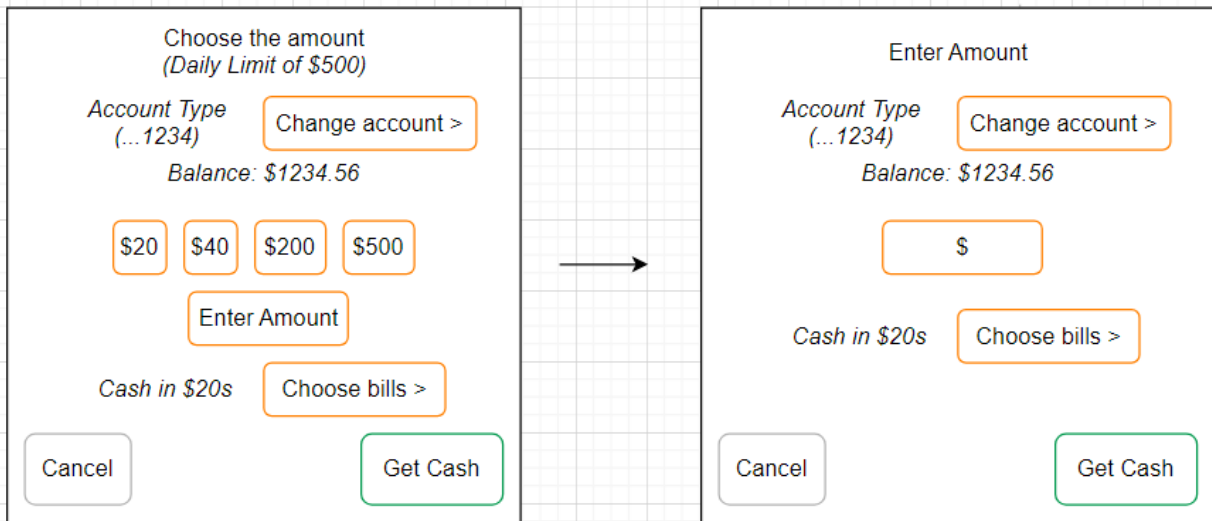 Choose the amount
(Daily Limit of $500)
Account Type
(...1234)
Change account >
Balance: $1234.56
$20
$40
$200
$500
Enter Amount
Cash in $20s
Choose bills >
Cancel
Get Cash
Enter Amount
Account Type
(...1234)
Change account >
Balance: $1234.56
$
Cash in $20s
Choose bills >
Cancel
Get Cash